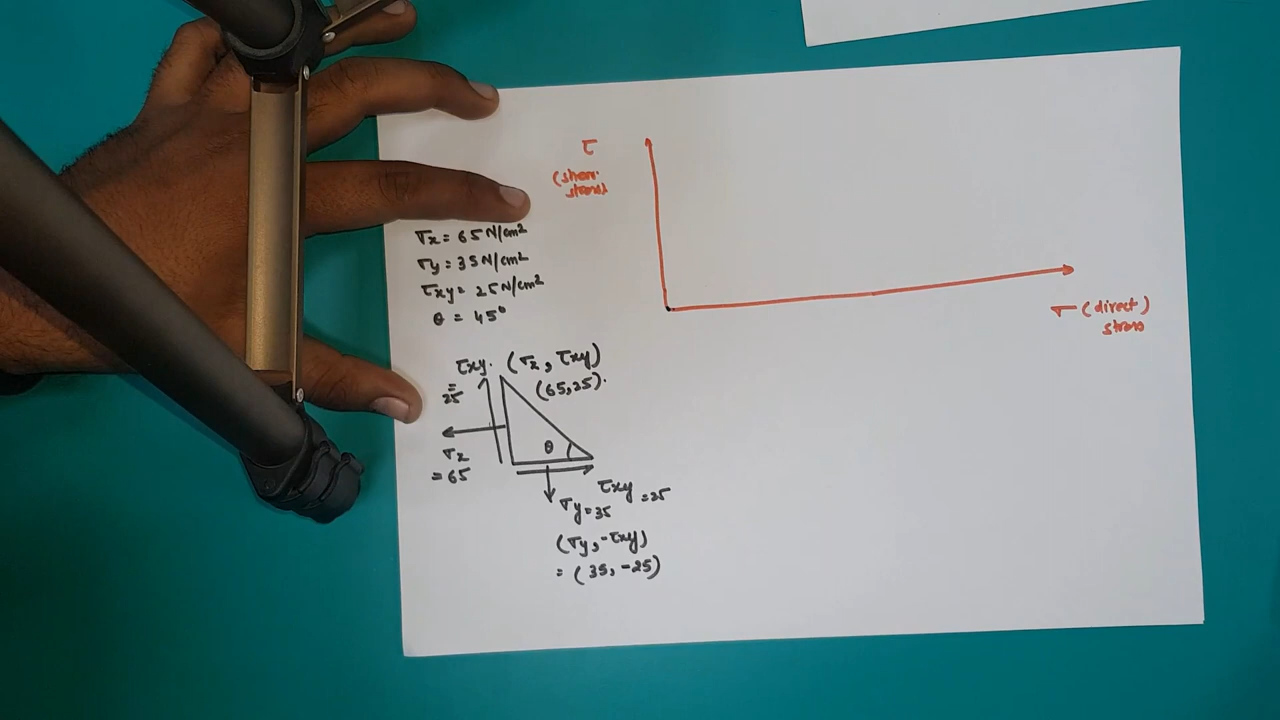 τ
(shear
stress)
σx = 65 N/cm²
σy = 35 N/cm²
τxy = 25 N/cm²
θ = 45°
σ (direct)
stress
τxy. (σx, τxy)
= 25 (65, 25).
θ
σx
= 65
τxy = 25
σy = 35
(σy, -τxy)
= (35, -25)